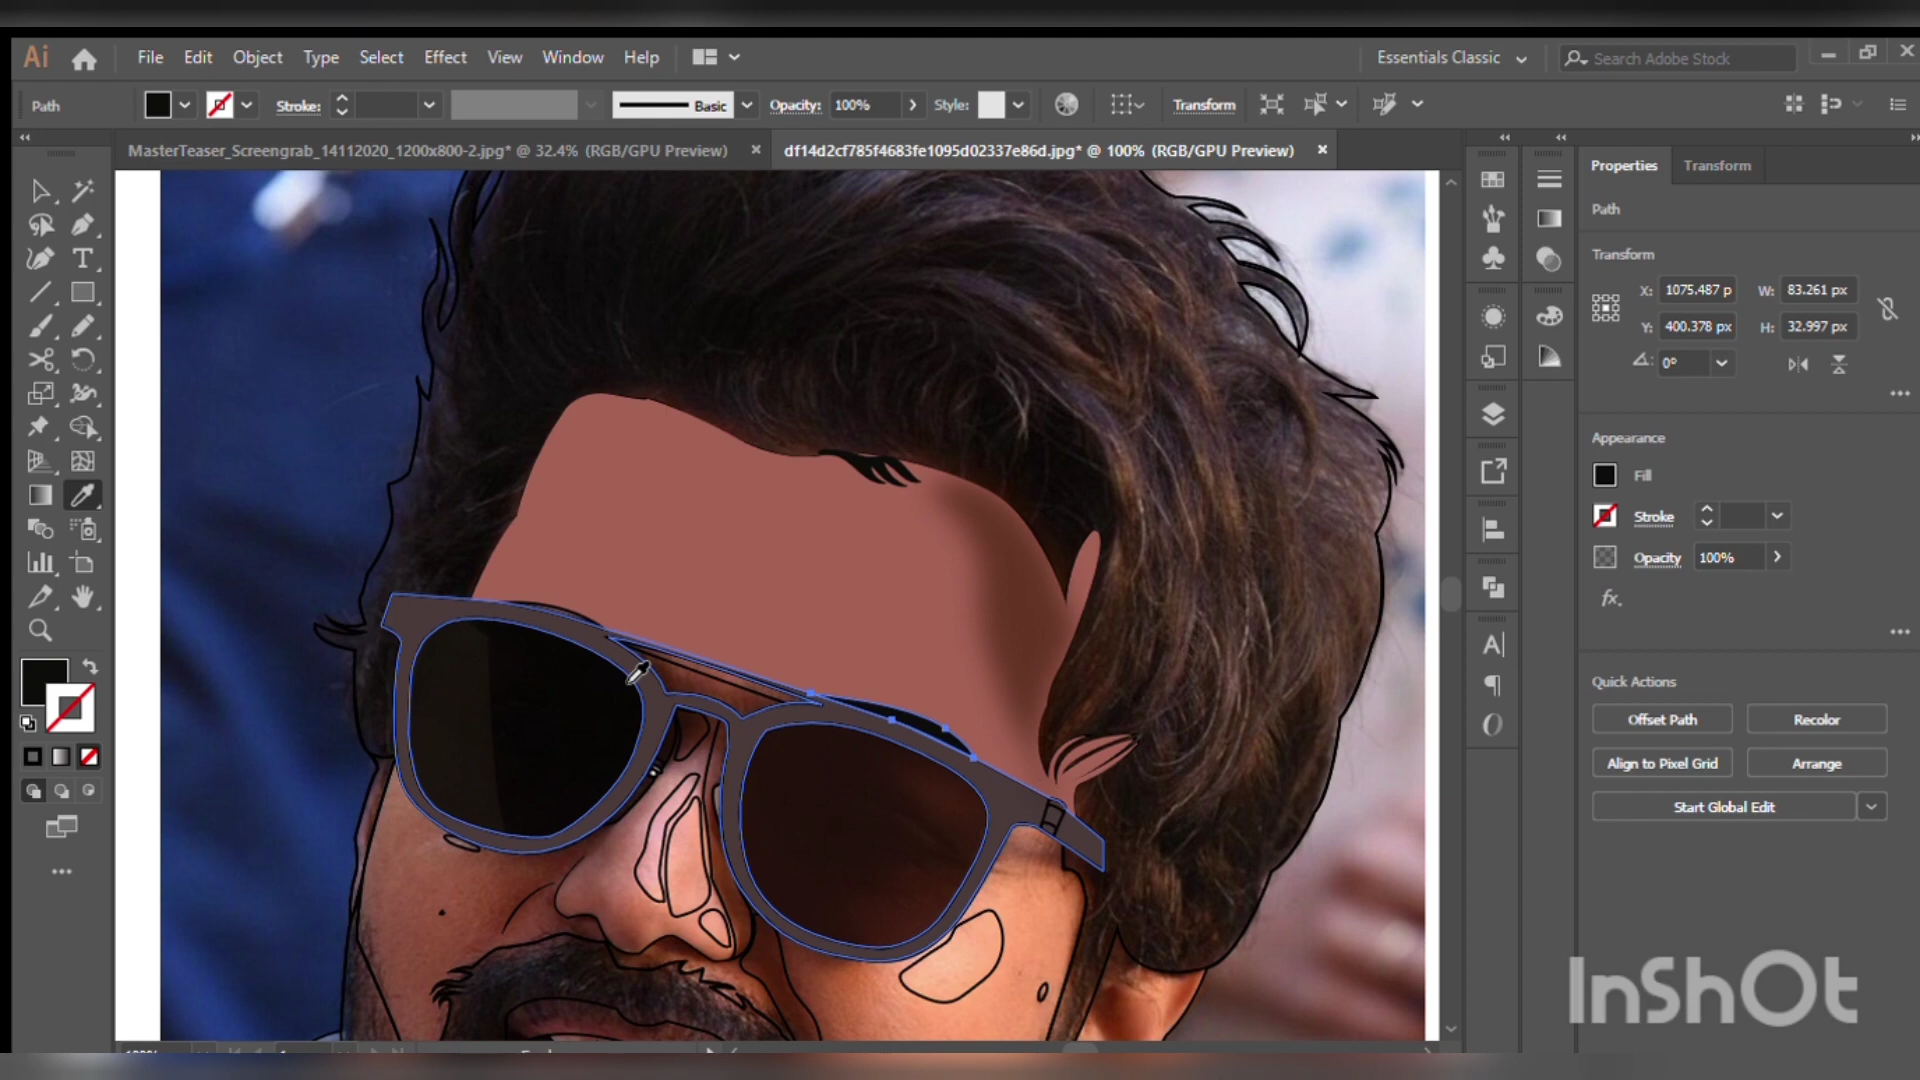 Ai File Edit Object Type Select Effect View Window Help Essentials Classic Search Adobe Stock
Path Stroke: Basic Opacity: 100% Style: Transform
MasterTeaser_Screengrab_14112020_1200x800-2.jpg* @ 32.4% (RGB/GPU Preview) df14d2cf785f4683fe1095d02337e86d.jpg* @ 100% (RGB/GPU Preview)
Properties Transform
Path
Transform
X: 1075.487 p W: 83.261 px
Y: 400.378 px H: 32.997 px
0°
Appearance
Fill
Stroke
Opacity 100%
fx.
Quick Actions
Offset Path Recolor
Align to Pixel Grid Arrange
Start Global Edit
InShOt